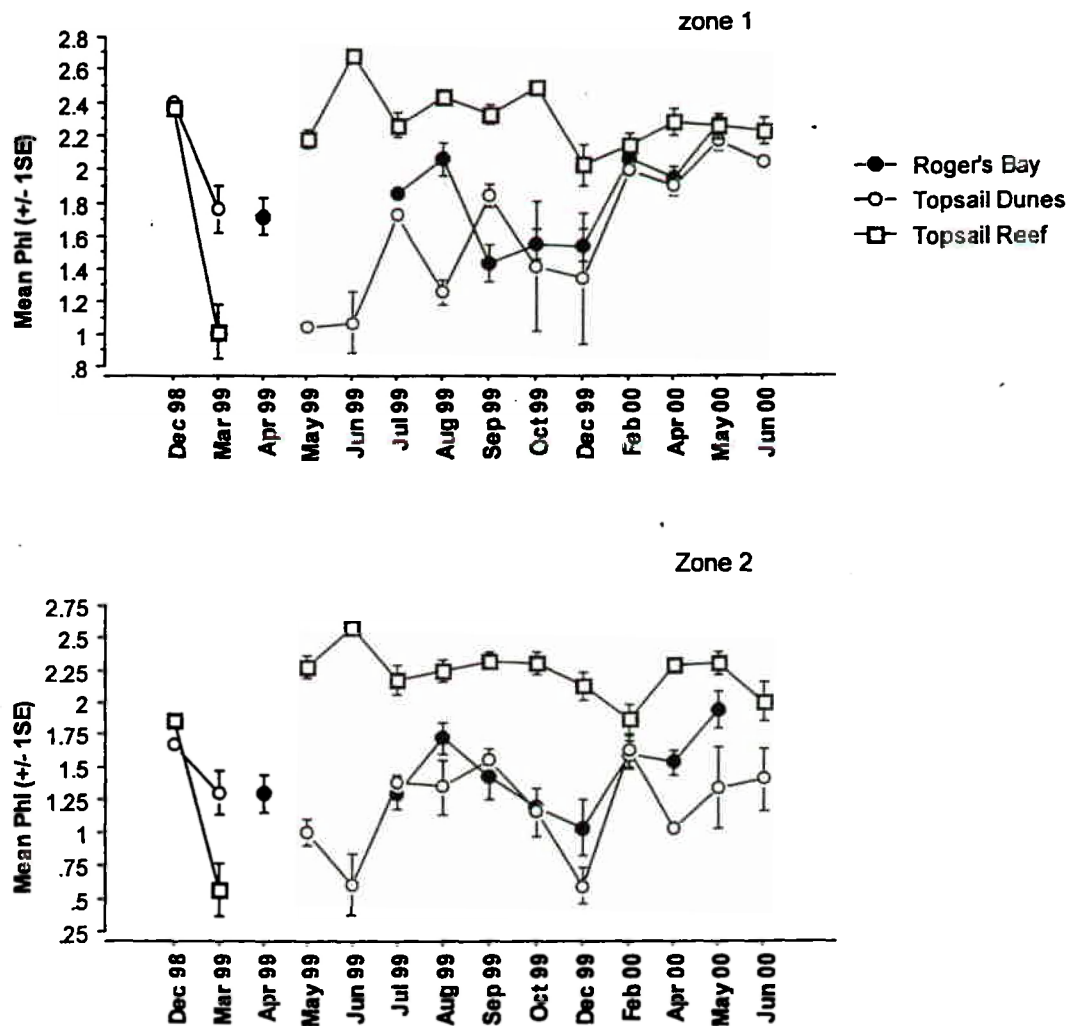 zone 1
2.8
2.6
2.4
2.2
2
1.8
1.6
1.4
1.2
1
.8
Mean Phi (+/- 1SE)
Roger's Bay
Topsail Dunes
Topsail Reef
Dec 98
Mar 99
Apr 99
May 99
Jun 99
Jul 99
Aug 99
Sep 99
Oct 99
Dec 99
Feb 00
Apr 00
May 00
Jun 00
Zone 2
2.75
2.5
2.25
2
1.75
1.5
1.25
1
.75
.5
.25
Mean Phi (+/- 1SE)
Dec 98
Mar 99
Apr 99
May 99
Jun 99
Jul 99
Aug 99
Sep 99
Oct 99
Dec 99
Feb 00
Apr 00
May 00
Jun 00